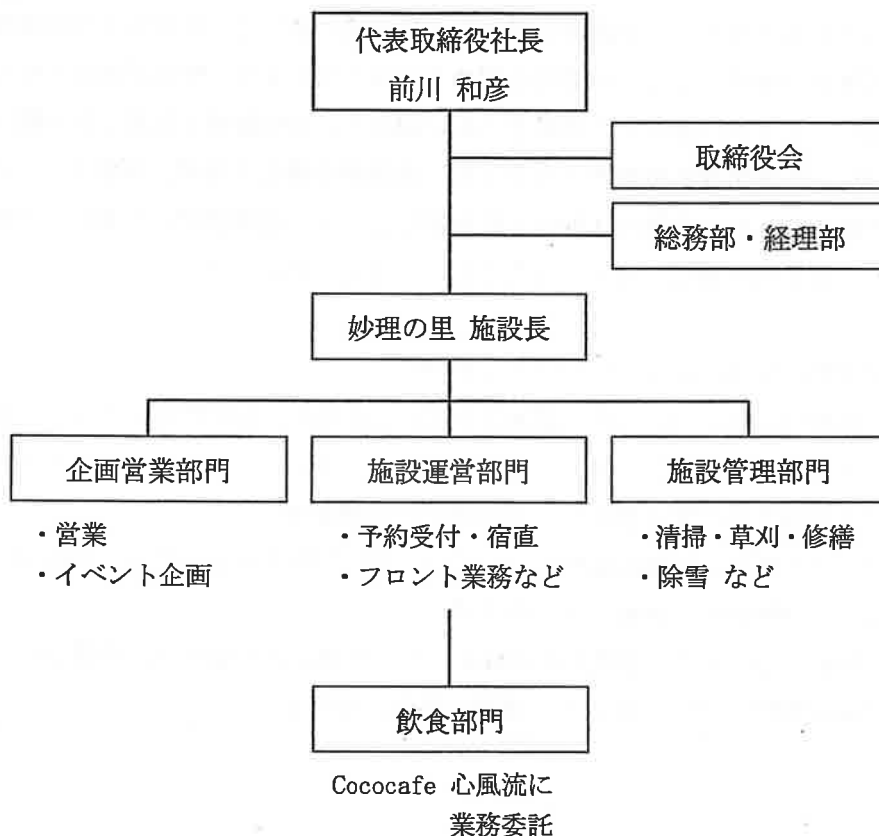 代表取締役社長
前川 和彦
取締役会
総務部・経理部
妙理の里 施設長
企画営業部門
施設運営部門
施設管理部門
・営業
・イベント企画
・予約受付・宿直
・フロント業務など
・清掃・草刈・修繕
・除雪 など
飲食部門
Cococafe 心風流に
業務委託